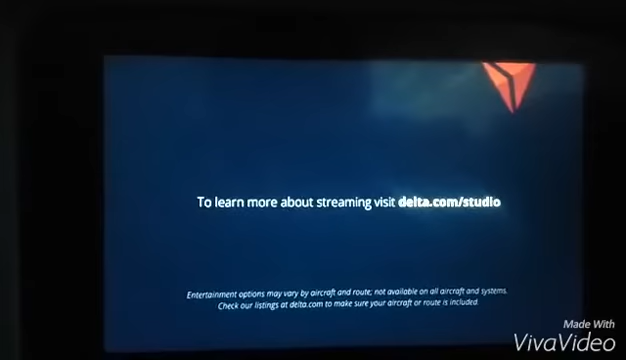 To learn more about streaming visit delta.com/studio
Entertainment options may vary by aircraft and route; not available on all aircraft and systems.
Check our listings at delta.com to make sure your aircraft or route is included
Made With
VivaVideo